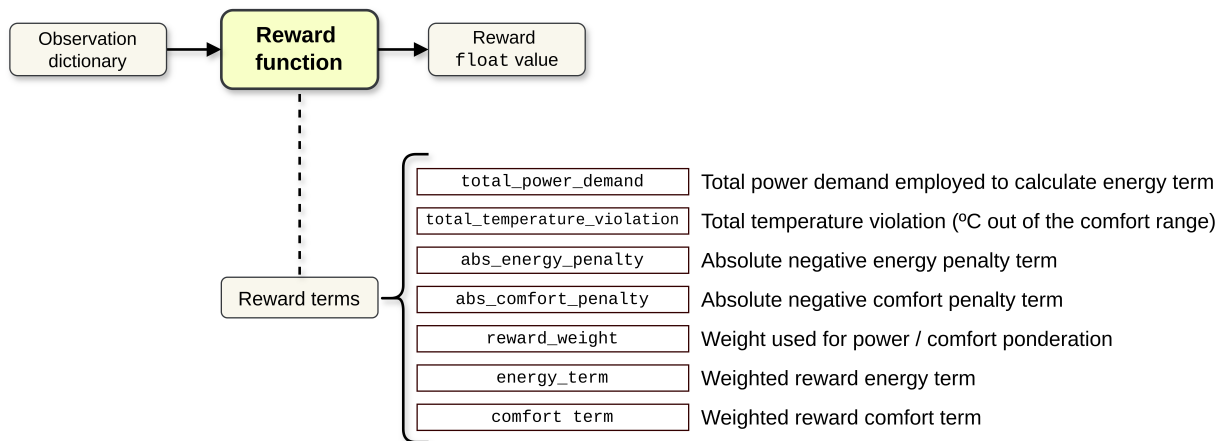 Observation
dictionary
Reward
function
Reward
float value
total_power_demand Total power demand employed to calculate energy term
total_temperature_violation Total temperature violation (ºC out of the comfort range)
abs_energy_penalty Absolute negative energy penalty term
Reward terms
abs_comfort_penalty Absolute negative comfort penalty term
reward_weight Weight used for power / comfort ponderation
energy_term Weighted reward energy term
comfort term Weighted reward comfort term